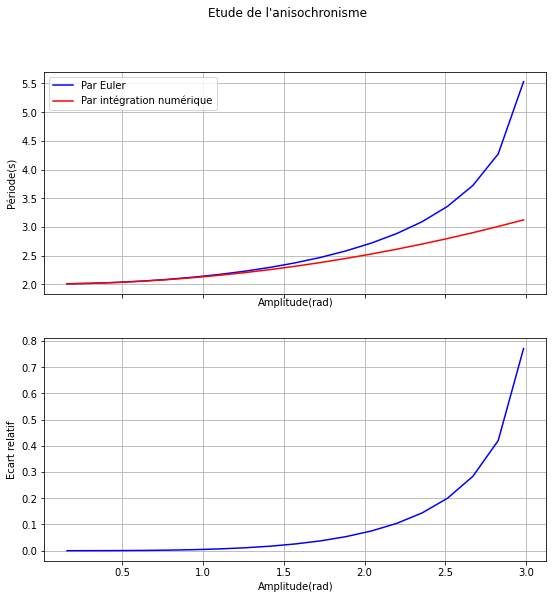 Etude de l'anisochronisme
Par Euler
Par intégration numérique
Période(s)
5.5
5.0
4.5
4.0
3.5
3.0
2.5
2.0
Amplitude(rad)
Ecart relatif
0.8
0.7
0.6
0.5
0.4
0.3
0.2
0.1
0.0
0.5 1.0 1.5 2.0 2.5 3.0
Amplitude(rad)